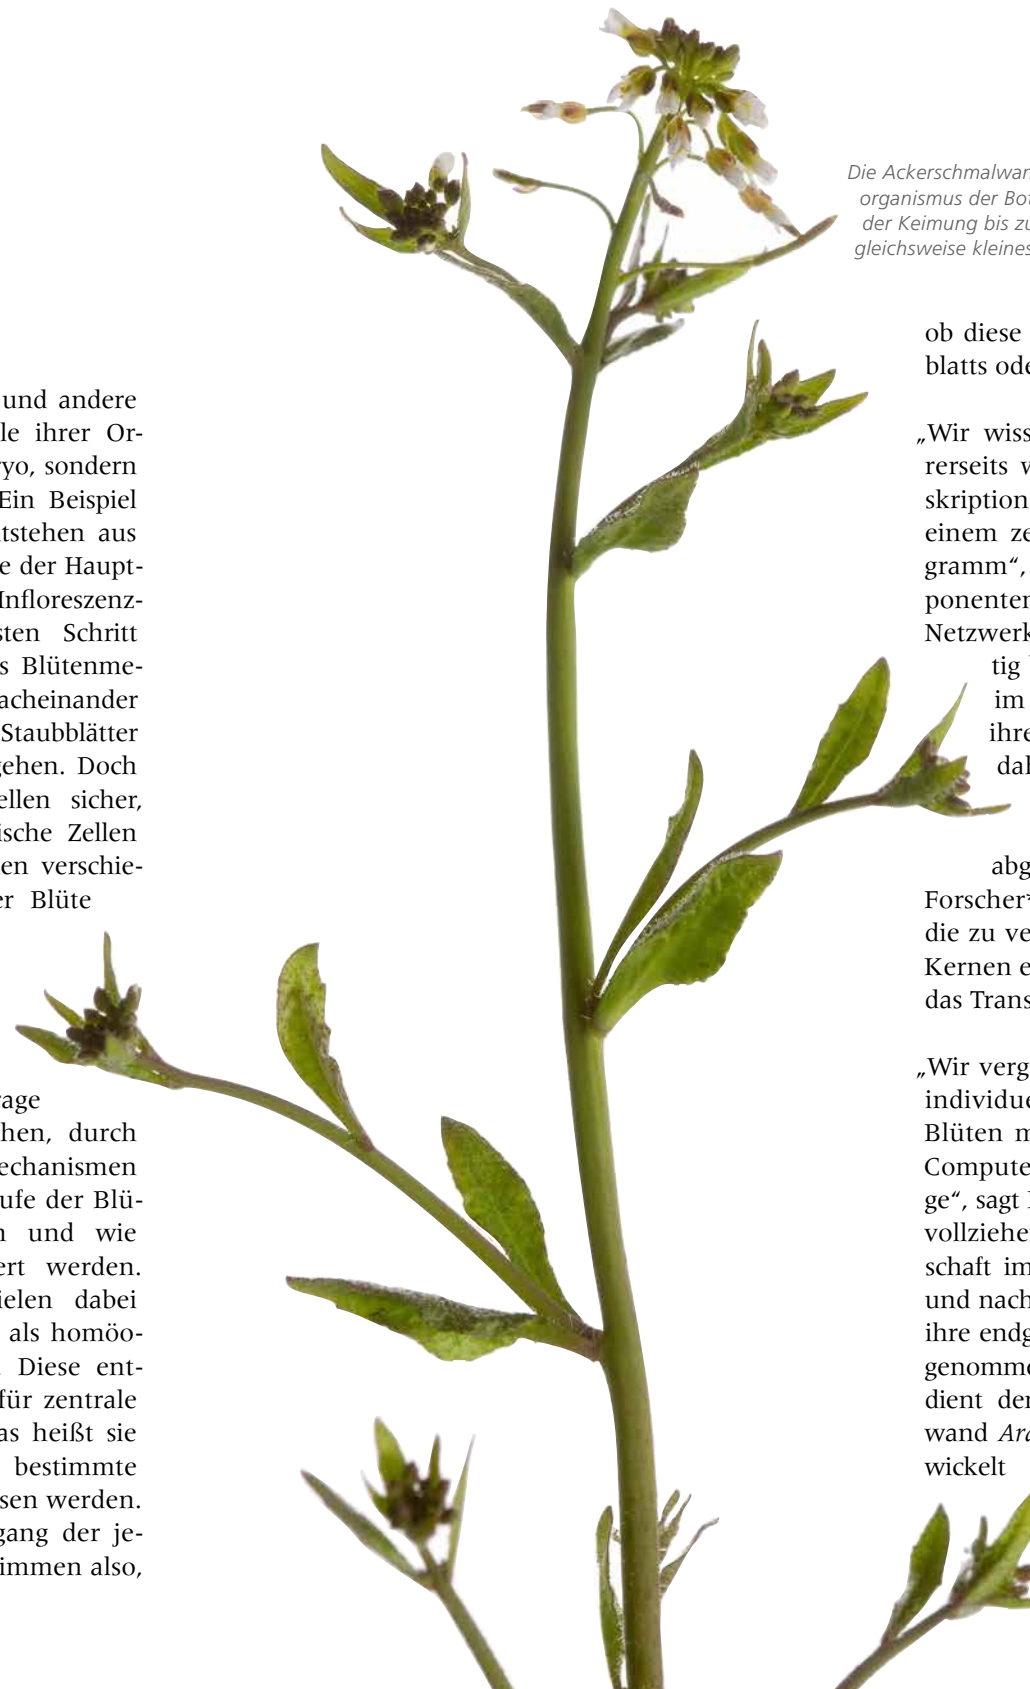 und andere
le ihrer Or-
yo, sondern
Ein Beispiel
tstehen aus
e der Haupt-
Infloreszenz-
sten Schritt
s Blütenme-
acheinander
Staubblätter
gehen. Doch
ellen sicher,
ische Zellen
en verschie-
er Blüte
rage
hen, durch
echanismen
ufe der Blü-
n und wie
ert werden.
ielen dabei
als homöo-
. Diese ent-
für zentrale
as heißt sie
bestimmte
sen werden.
gang der je-
immen also,
Die Ackerschmalwan
organismus der Bot
der Keimung bis zu
gleichsweise kleines
ob diese
blatts ode
„Wir wiss
rerseits w
skription
einem ze
gramm“,
ponenten
Netzwerk
tig
im
ihre
dah
abg
Forscher*
die zu ve
Kernen e
das Trans
„Wir verg
individue
Blüten m
Compute
ge“, sagt
vollziehe
schaft im
und nach
ihre endg
genomme
dient der
wand Ara
wickelt